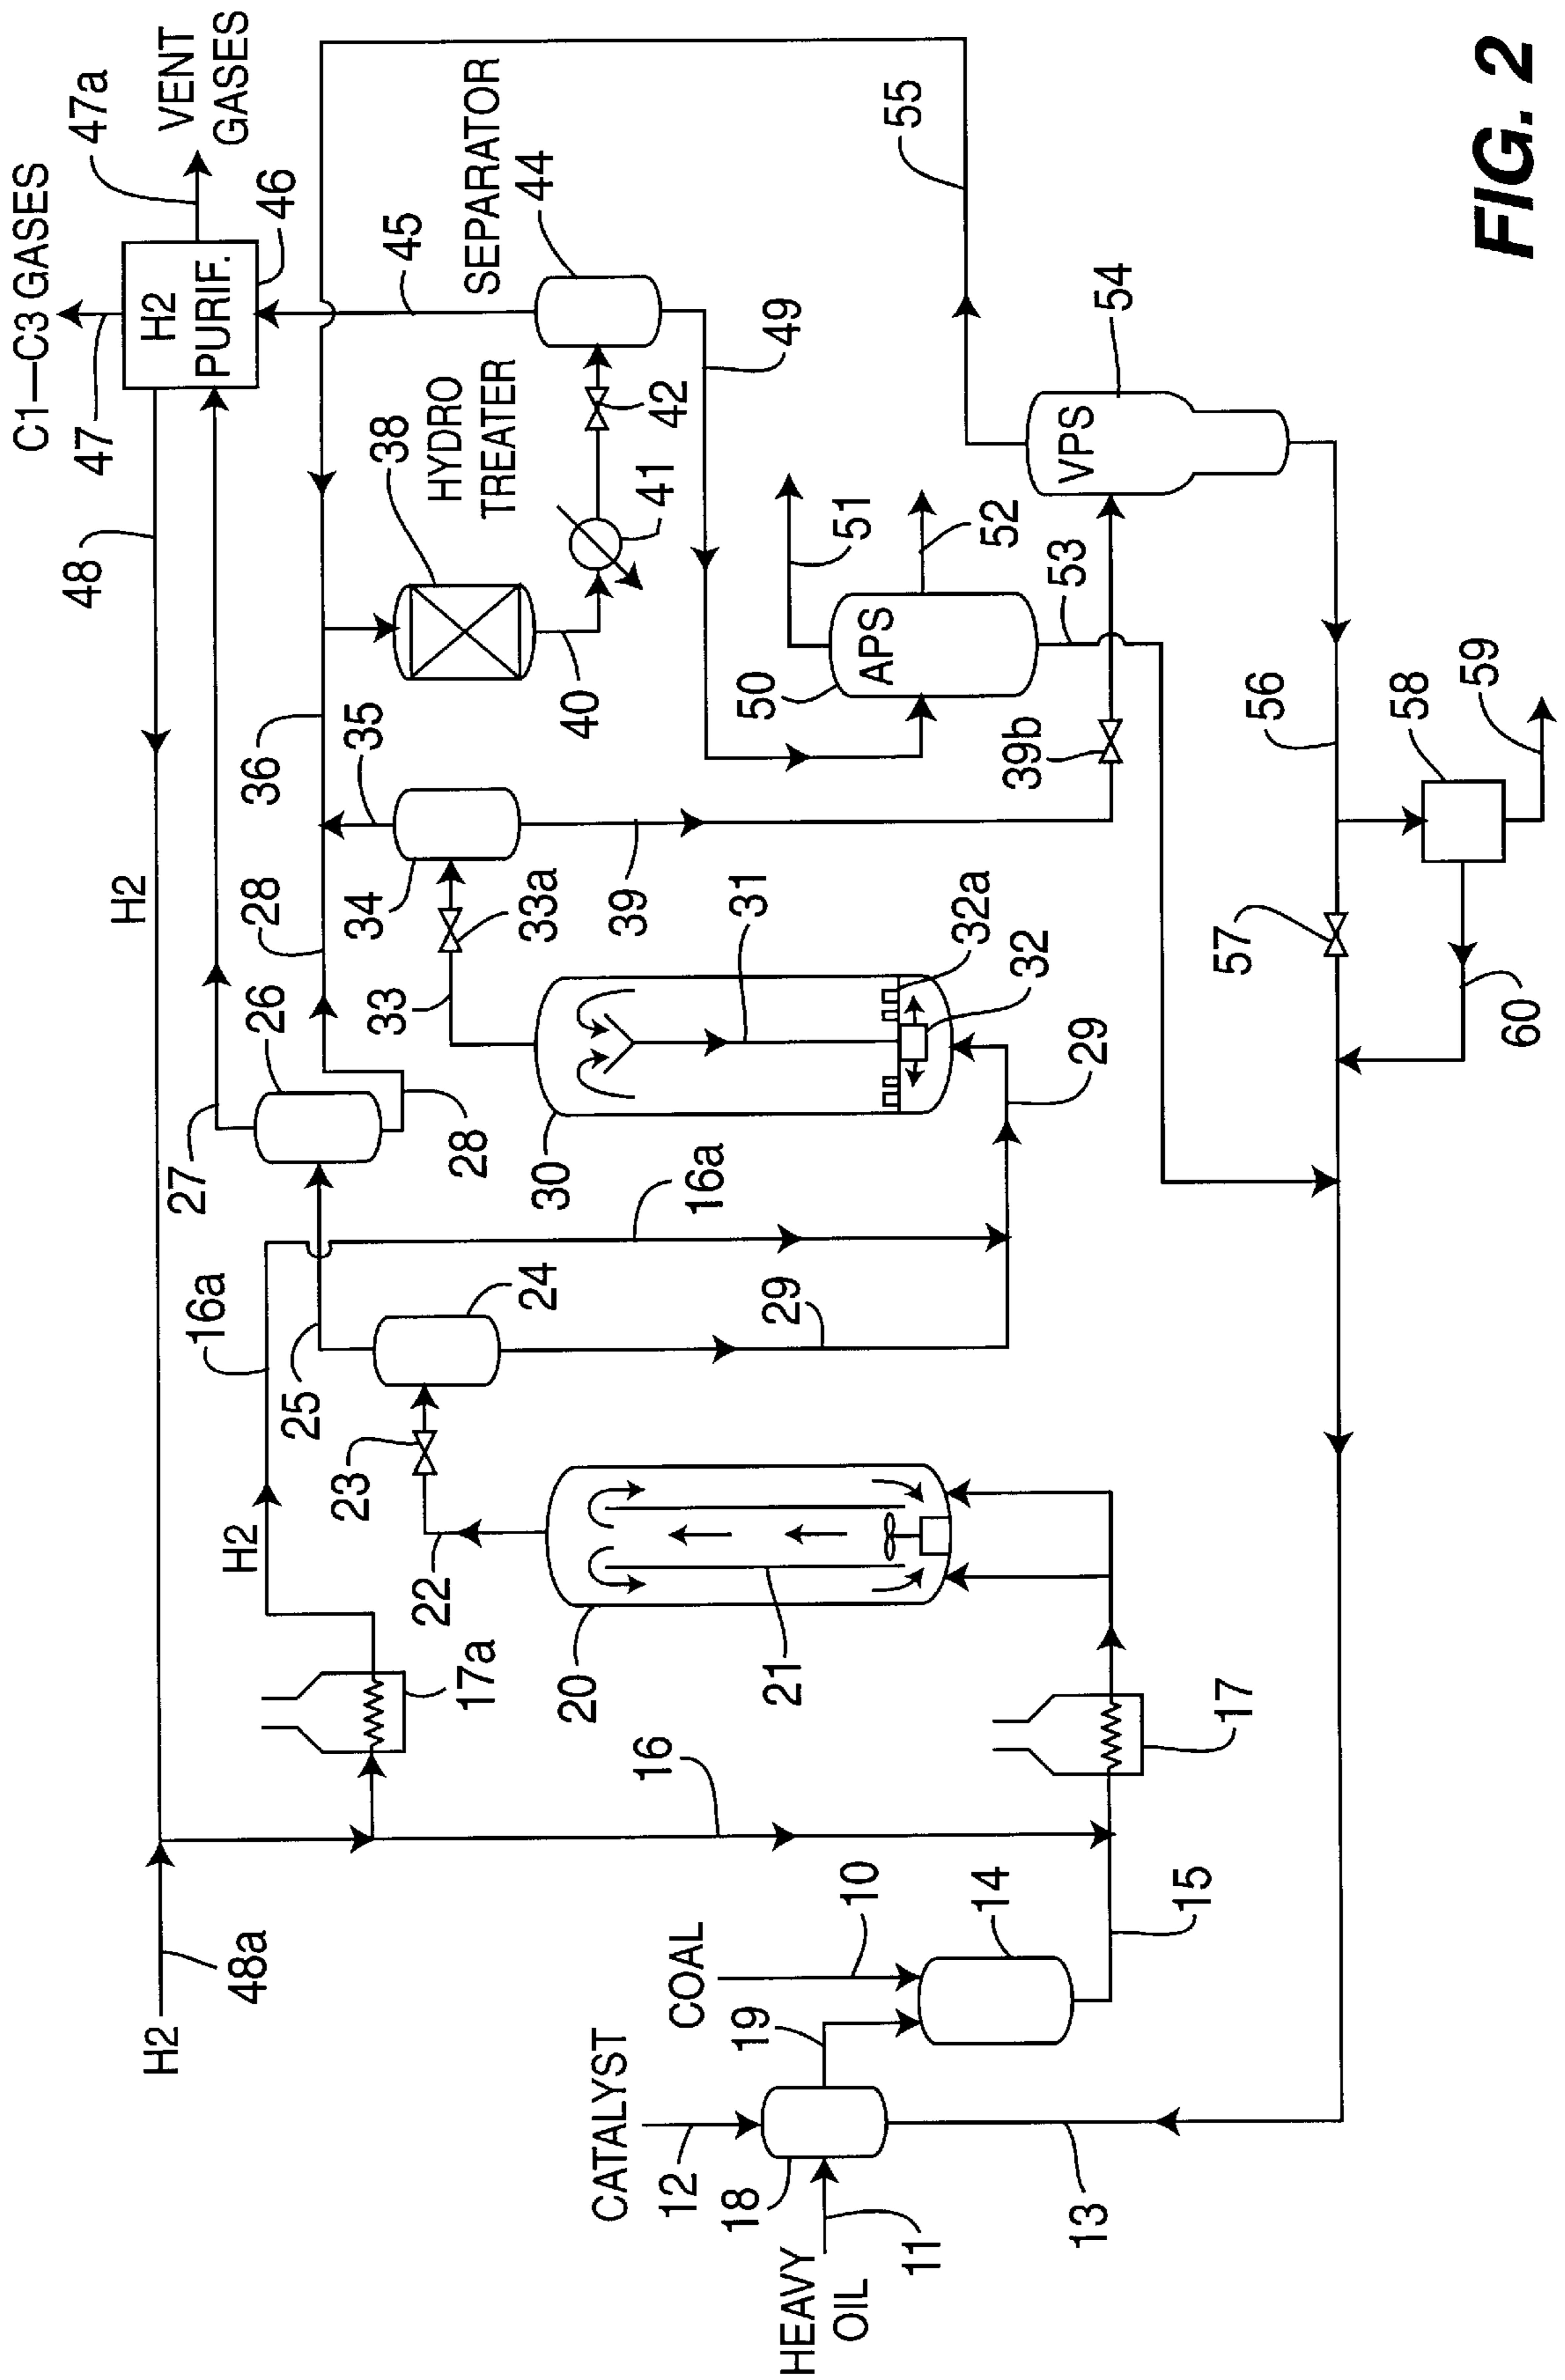 C1—C3 GASES
48
47
47a
VENT
GASES
H2
H2
H2
PURIF.
48a
H2
16a
27
26
28
36
46
25
23
34
35
38
45
17a
22
24
28
33
HYDRO
TREATER
SEPARATOR
44
CATALYST
12
COAL
20
30
33a
40
41
42
16
16a
39
HEAVY
OIL
18
19
10
21
29
31
50
APS
51
49
11
14
32a
32
39b
52
55
13
15
17
29
53
VPS
54
57
56
58
60
59
FIG. 2